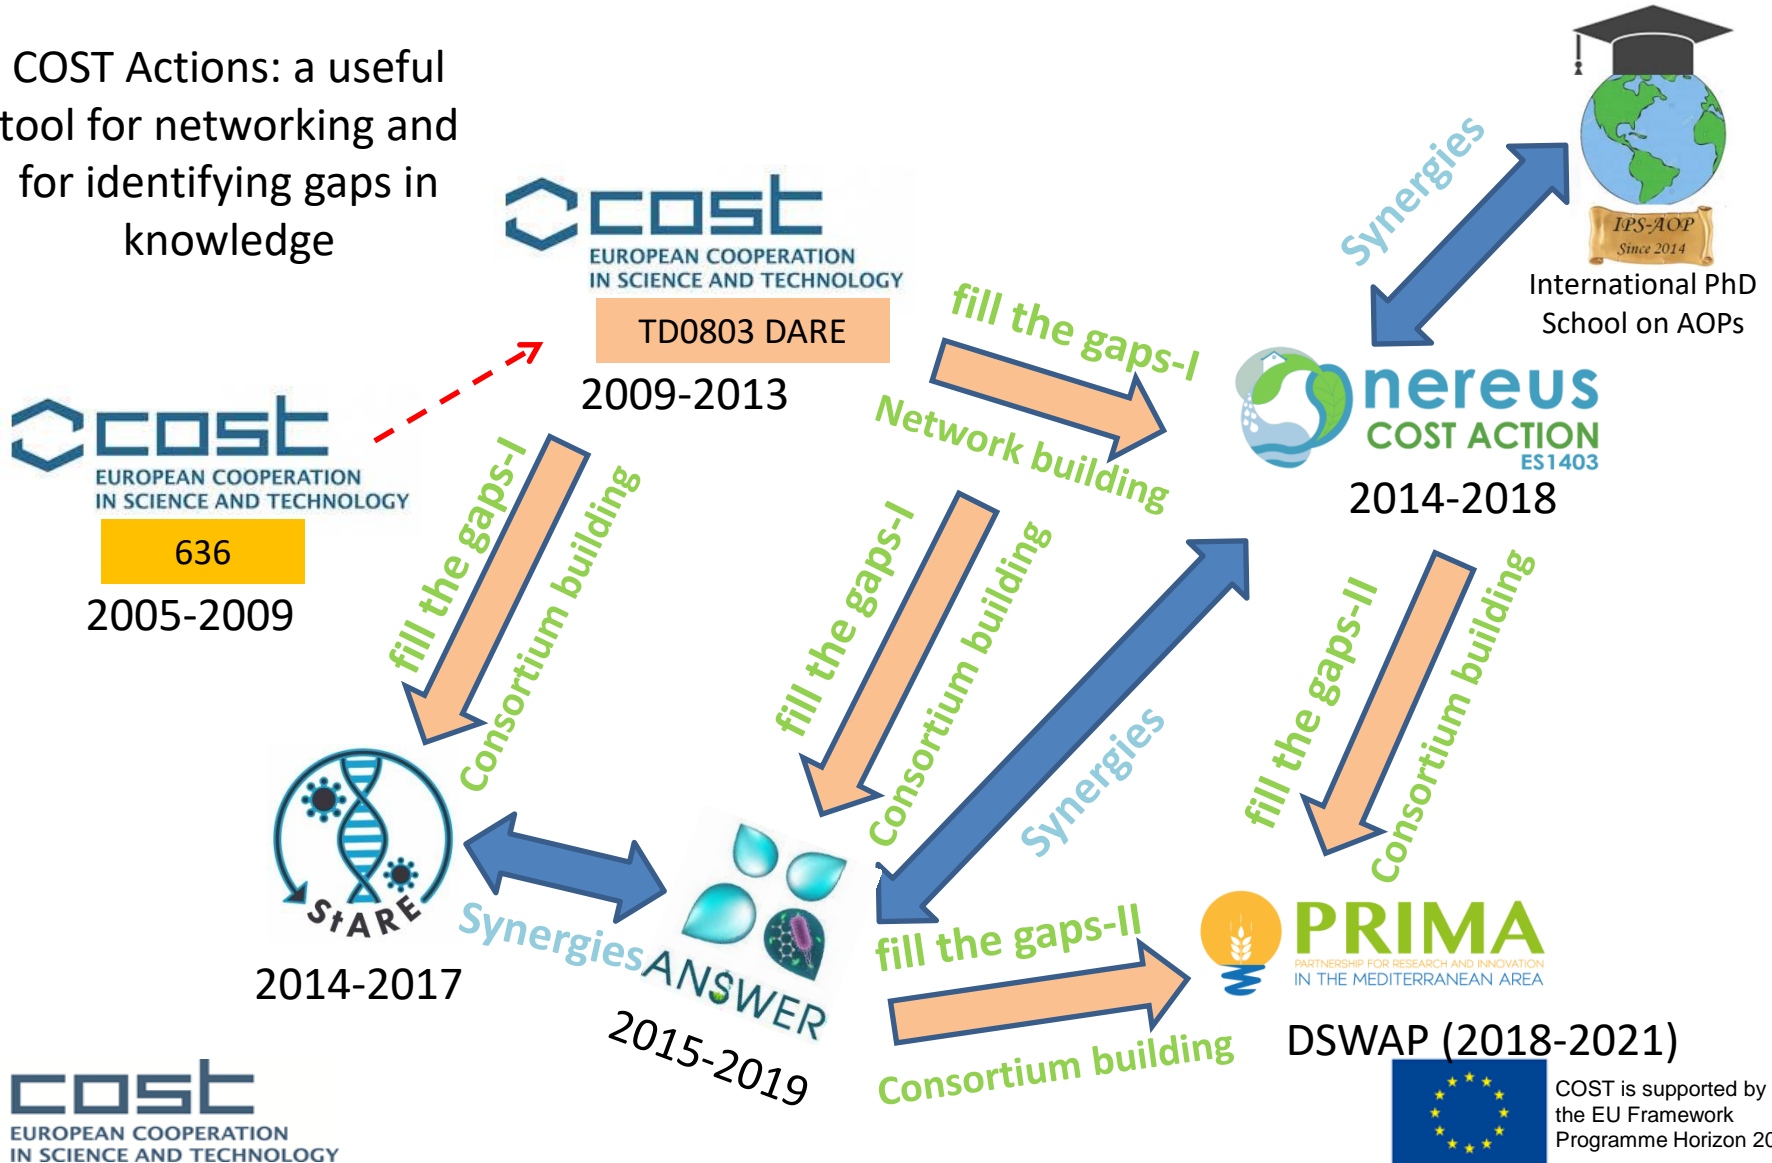 COST Actions: a useful
tool for networking and
for identifying gaps in
knowledge
cost
EUROPEAN COOPERATION
IN SCIENCE AND TECHNOLOGY
TD0803 DARE
2009-2013
cost
EUROPEAN COOPERATION
IN SCIENCE AND TECHNOLOGY
636
2005-2009
Synergies
IPS-AOP
Since 2014
International PhD
School on AOPs
fill the gaps-I
Network building
nereus
COST ACTION
ES1403
2014-2018
fill the gaps-I
Consortium building
fill the gaps-I
Consortium building
Synergies
fill the gaps-II
Consortium building
StARE
2014-2017
Synergies
ANSWER
2015-2019
fill the gaps-II
Consortium building
PRIMA
PARTNERSHIP FOR RESEARCH AND INNOVATION
IN THE MEDITERRANEAN AREA
DSWAP (2018-2021)
cost
EUROPEAN COOPERATION
IN SCIENCE AND TECHNOLOGY
COST is supported by
the EU Framework
Programme Horizon 20